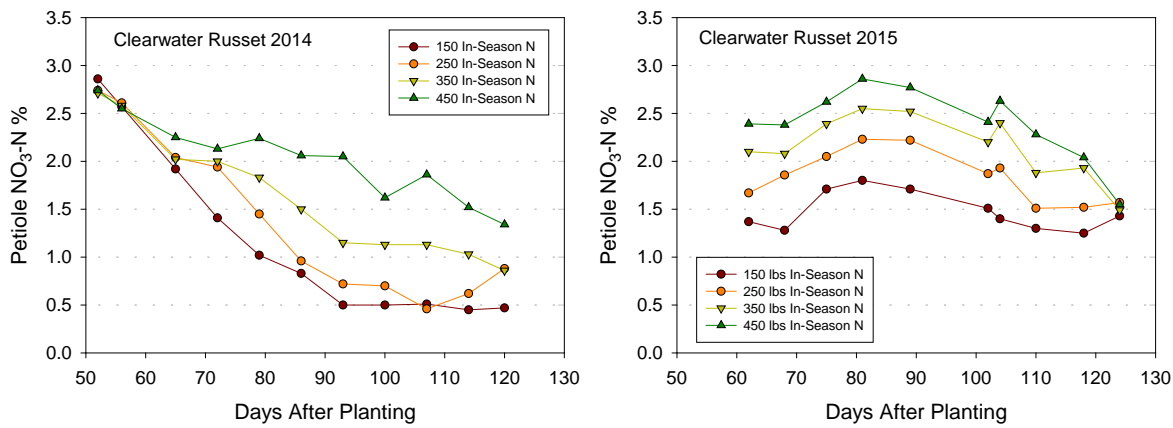 Clearwater Russet 2014
150 In-Season N
250 In-Season N
350 In-Season N
450 In-Season N
Petiole NO3-N %
3.5
3.0
2.5
2.0
1.5
1.0
0.5
0.0
50 60 70 80 90 100 110 120 130
Days After Planting
Clearwater Russet 2015
150 lbs In-Season N
250 lbs In-Season N
350 lbs In-Season N
450 lbs In-Season N
Petiole NO3-N %
3.5
3.0
2.5
2.0
1.5
1.0
0.5
0.0
50 60 70 80 90 100 110 120 130
Days After Planting